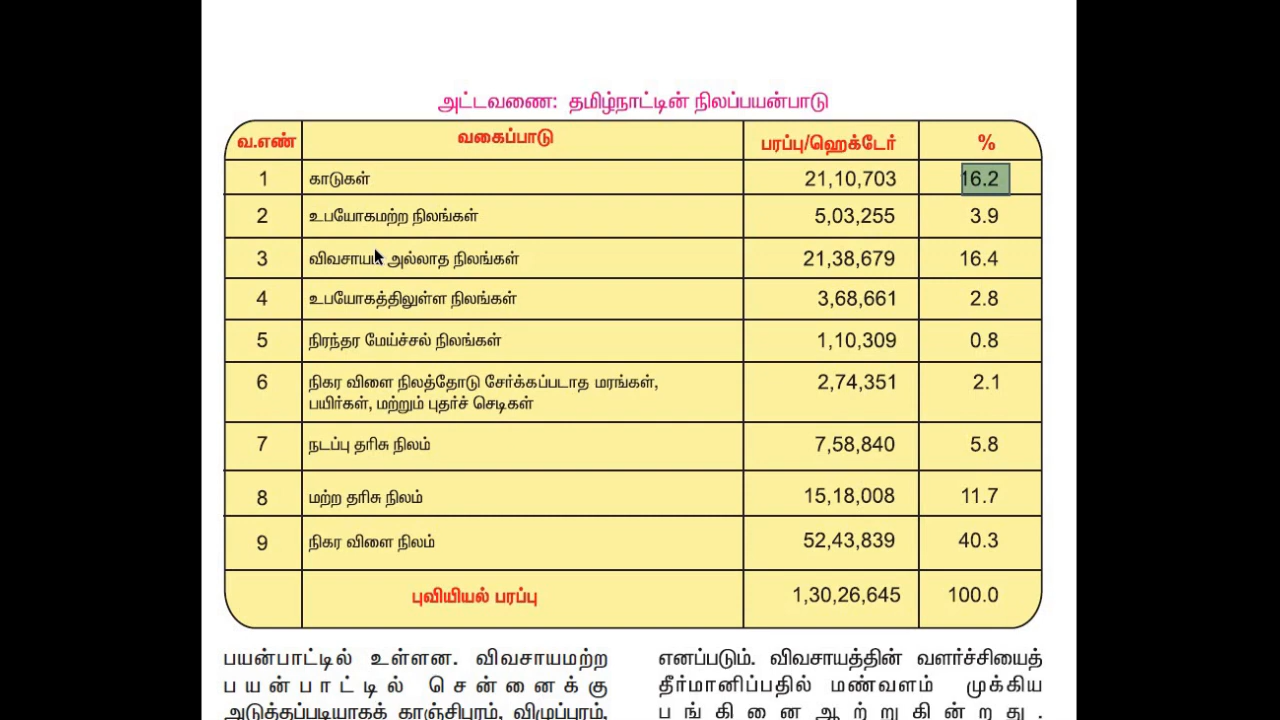 அட்டவணை: தமிழ்நாட்டின் நிலப்பயன்பாடு
வ.எண் வகைப்பாடு பரப்பு/ஹெக்டேர் %
1 காடுகள் 21,10,703 16.2
2 உபயோகமற்ற நிலங்கள் 5,03,255 3.9
3 விவசாயம் அல்லாத நிலங்கள் 21,38,679 16.4
4 உபயோகத்திலுள்ள நிலங்கள் 3,68,661 2.8
5 நிரந்தர மேய்ச்சல் நிலங்கள் 1,10,309 0.8
6 நிகர விளை நிலத்தோடு சேர்க்கப்படாத மரங்கள், 2,74,351 2.1
பயிர்கள், மற்றும் புதர்ச் செடிகள்
7 நடப்பு தரிசு நிலம் 7,58,840 5.8
8 மற்ற தரிசு நிலம் 15,18,008 11.7
9 நிகர விளை நிலம் 52,43,839 40.3
புவியியல் பரப்பு 1,30,26,645 100.0
பயன்பாட்டில் உள்ளன. விவசாயமற்ற
பயன்பாட்டில் சென்னைக்கு
அடுத்தப்படியாகக் காஞ்சிபுரம், விழுப்புரம்,
எனப்படும். விவசாயத்தின் வளர்ச்சியைத்
தீர்மானிப்பதில் மண்வளம் முக்கிய
பங்கினை ஆற்றுகின்றது.